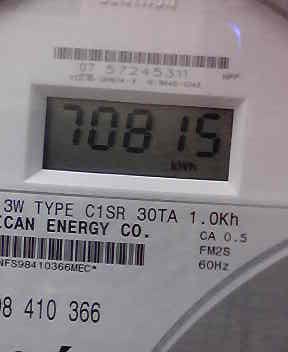 07 57245311
70815
kWh
3W TYPE C1SR 30TA 1.0Kh
ICAN ENERGY CO.
CA 0.5
FM2S
60Hz
NFS98410366MEC*
98 410 366